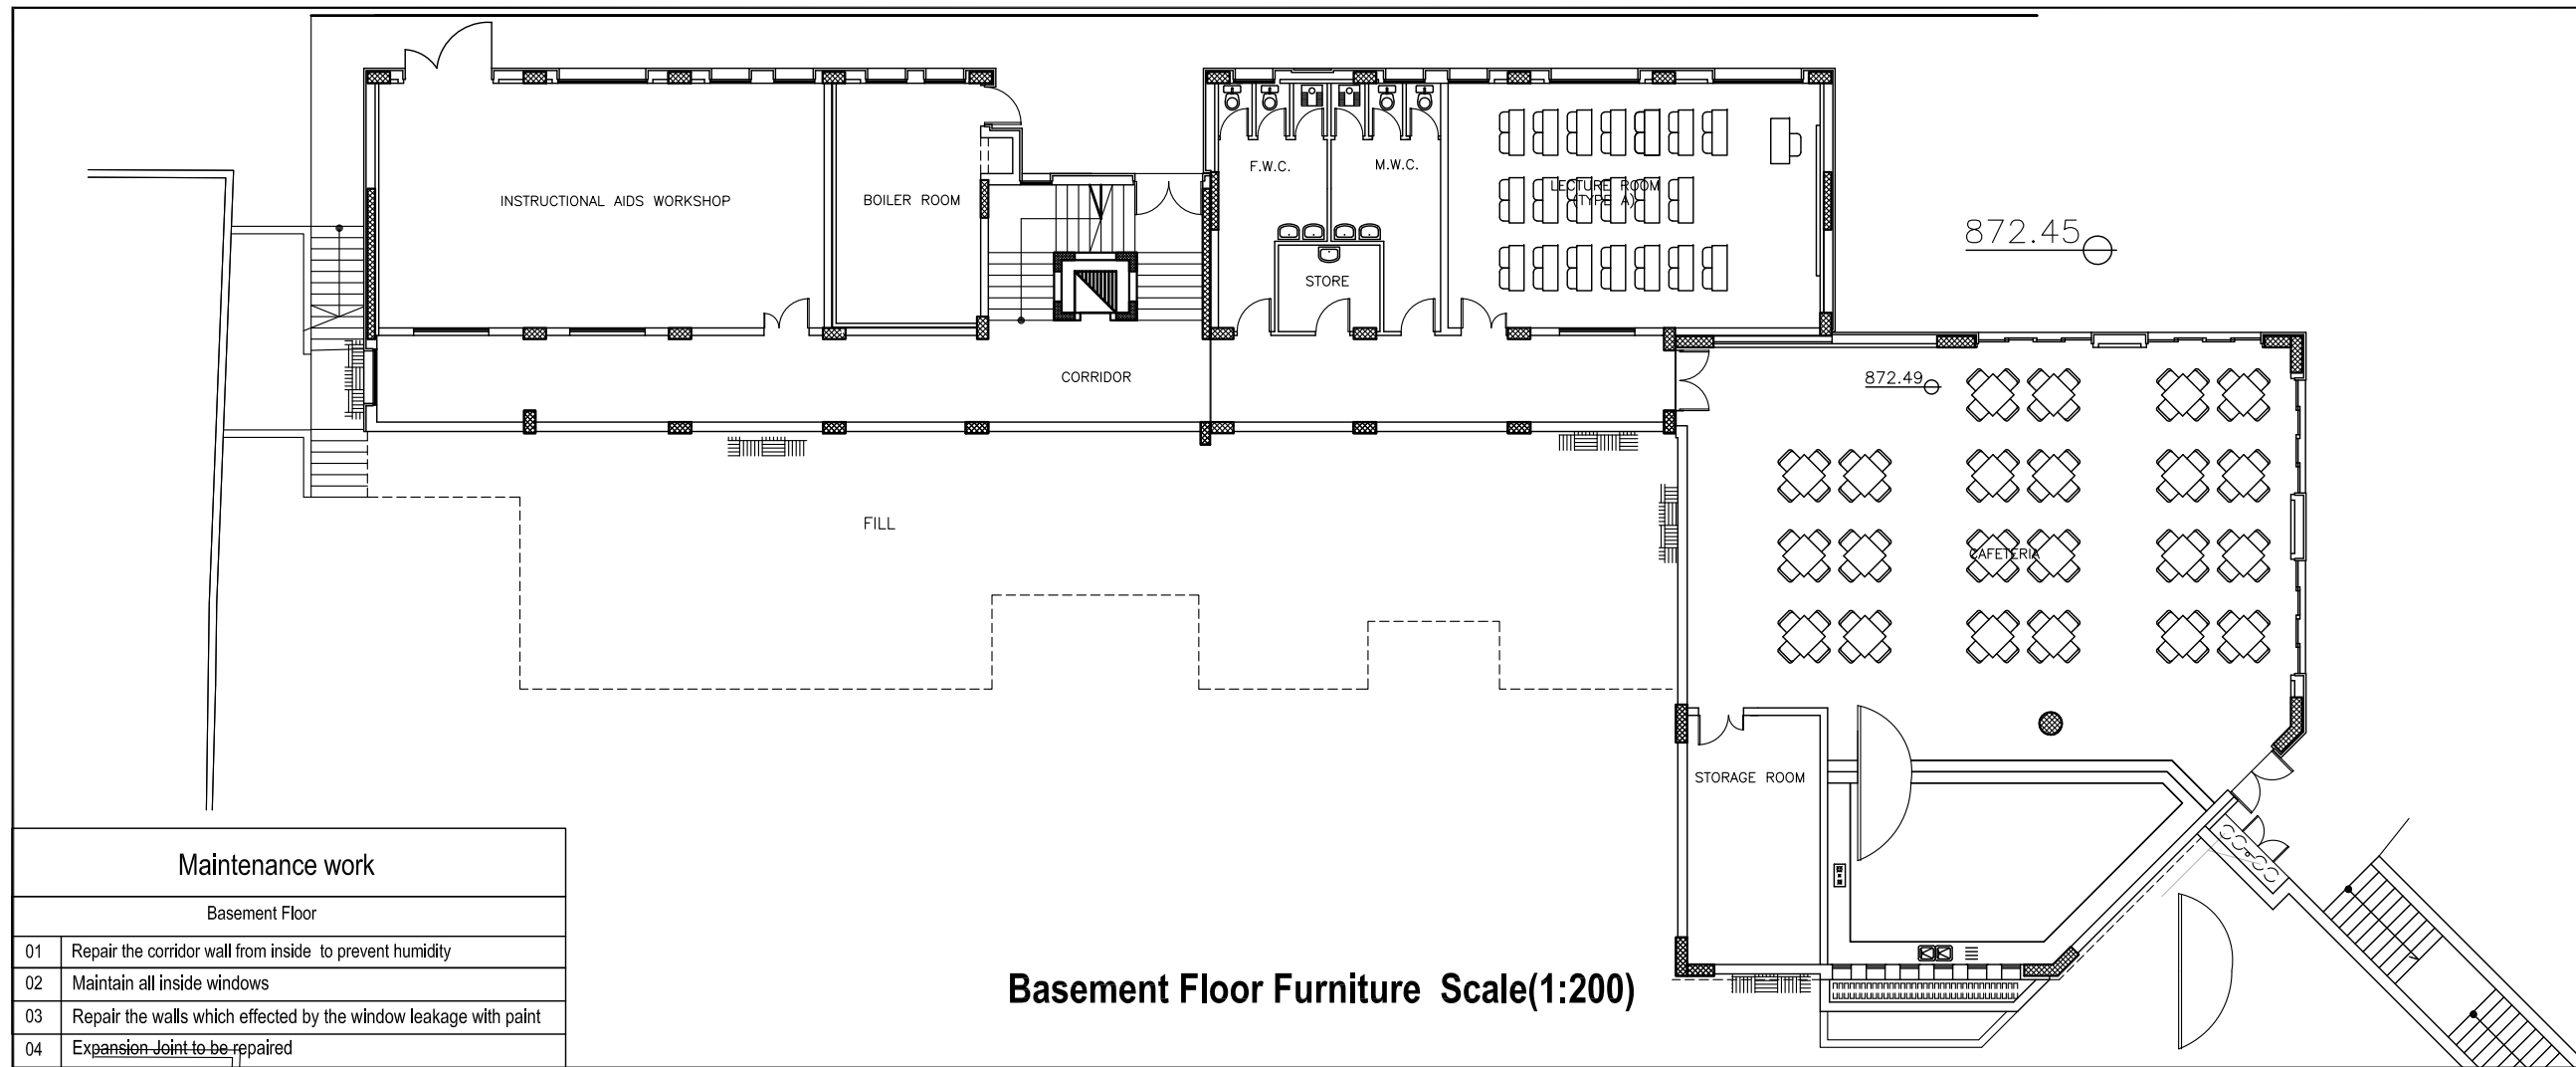 INSTRUCTIONAL AIDS WORKSHOP
BOILER ROOM
F.W.C.
M.W.C.
LECTURE ROOM
(TYPE A)
STORE
872.45
CORRIDOR
872.49
FILL
CAFETERIA
STORAGE ROOM
Maintenance work
Basement Floor
01 Repair the corridor wall from inside to prevent humidity
02 Maintain all inside windows
03 Repair the walls which effected by the window leakage with paint
04 Expansion Joint to be repaired
Basement Floor Furniture Scale(1:200)